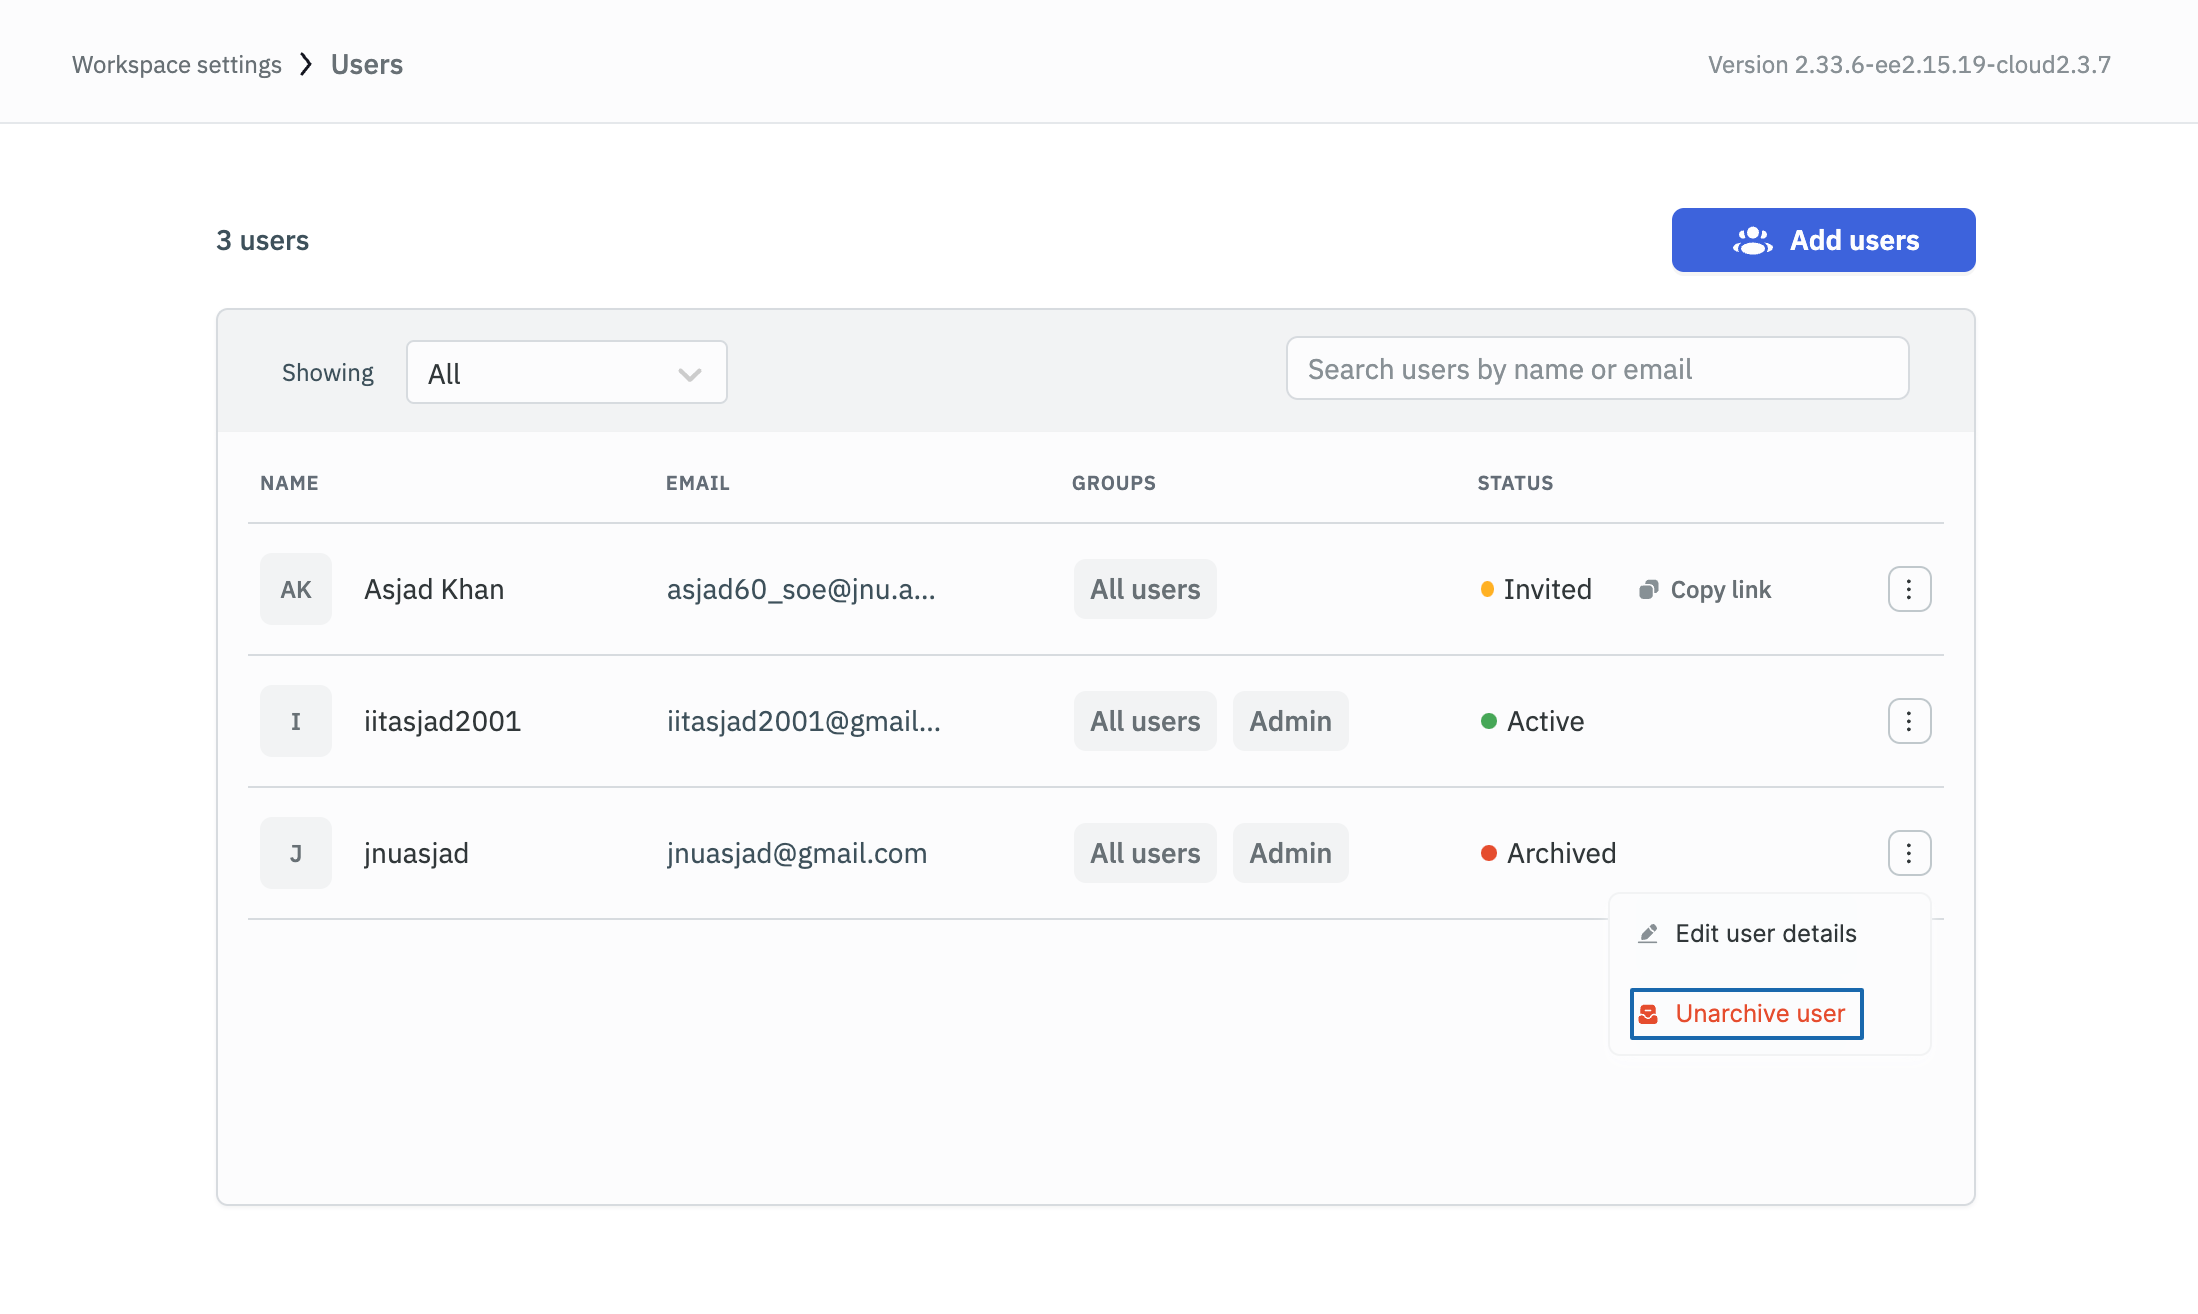 Workspace settings > Users
Version 2.33.6-ee2.15.19-cloud2.3.7
3 users
Add users
Showing
All
Search users by name or email
NAME EMAIL GROUPS STATUS
AK Asjad Khan asjad60_soe@jnu.a... All users Invited Copy link
I iitasjad2001 iitasjad2001@gmail... All users Admin Active
J jnuasjad jnuasjad@gmail.com All users Admin Archived
Edit user details
Unarchive user